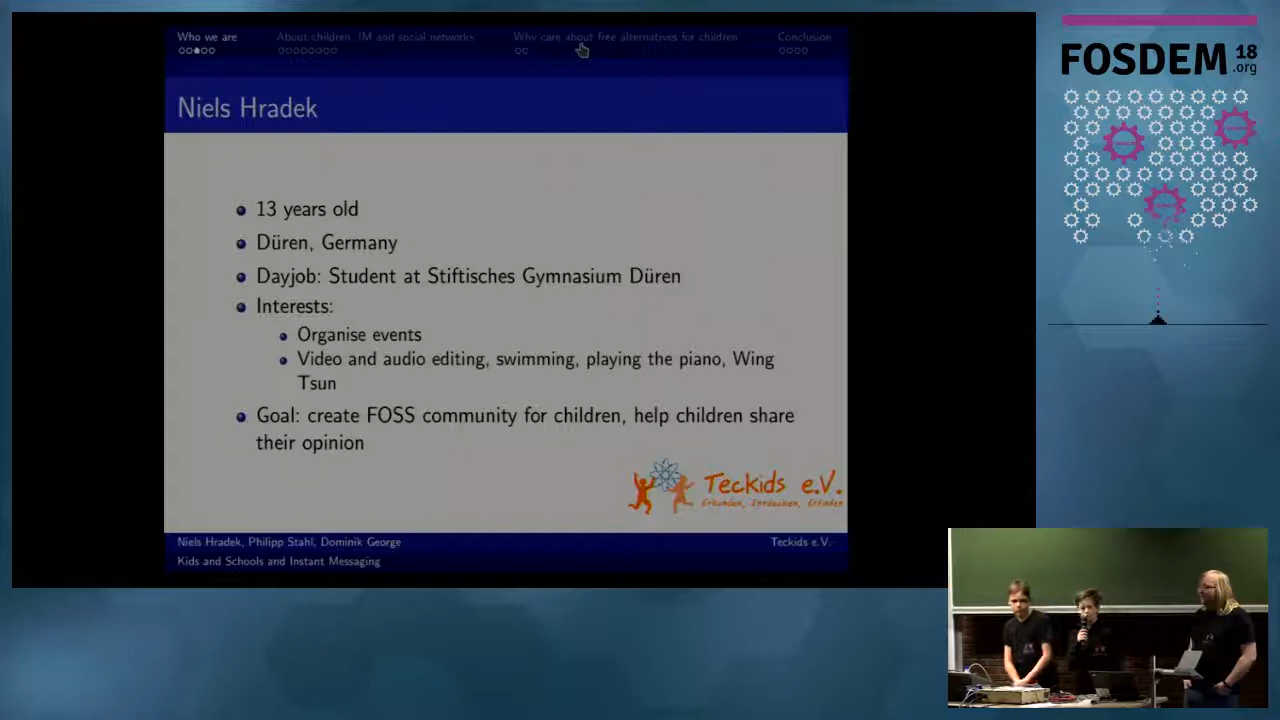 Who we are
About children, IM and social networks
Why care about free alternatives for children
Conclusion
FOSDEM 18
.org
Niels Hradek
13 years old
Düren, Germany
Dayjob: Student at Stiftisches Gymnasium Düren
Interests:
Organise events
Video and audio editing, swimming, playing the piano, Wing
Tsun
Goal: create FOSS community for children, help children share
their opinion
Teckids e.V.
Erkunden, Entdecken, Erfinden
Niels Hradek, Philipp Stahl, Dominik George
Teckids e.V.
Kids and Schools and Instant Messaging